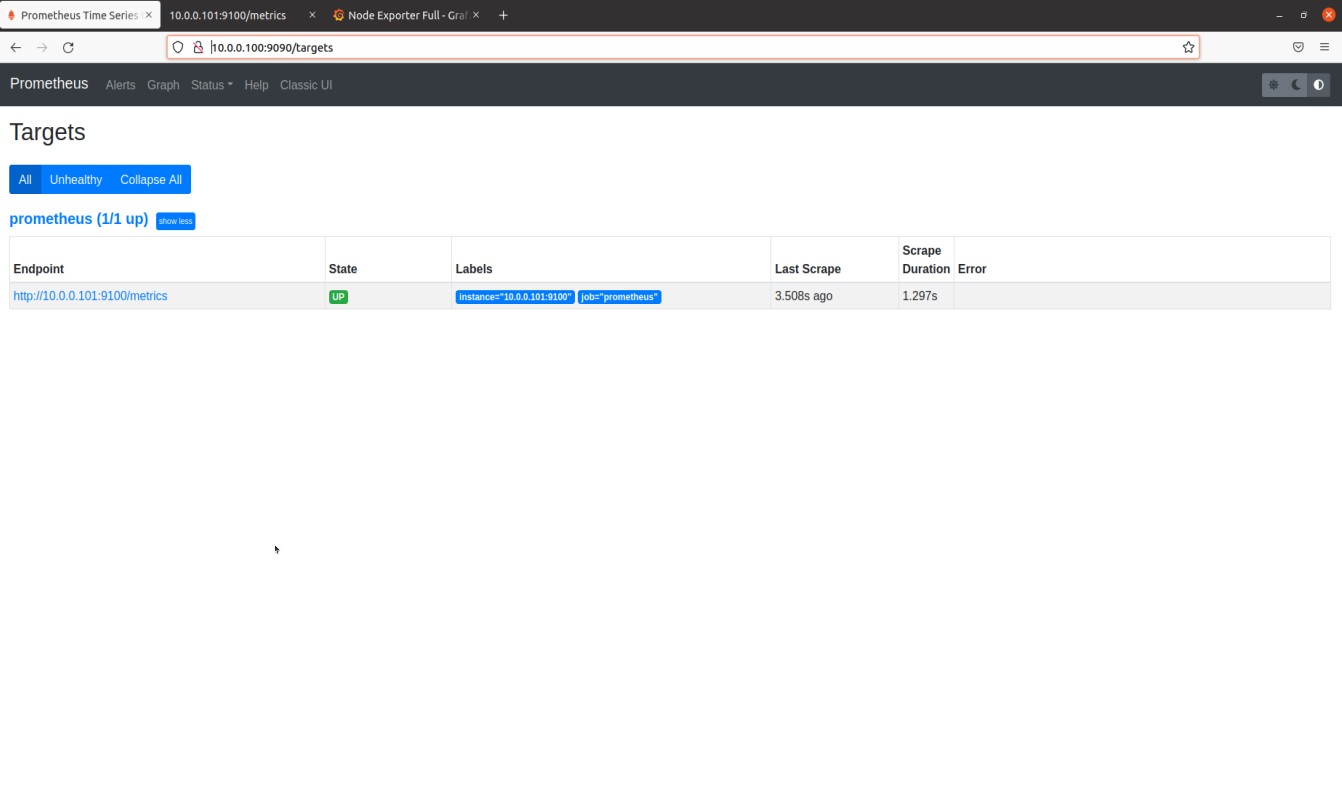 Prometheus Time Series
10.0.0.101:9100/metrics
Node Exporter Full - Graf
10.0.0.100:9090/targets
Prometheus Alerts Graph Status Help Classic UI
Targets
All Unhealthy Collapse All
prometheus (1/1 up) show less
Endpoint State Labels Last Scrape Scrape Duration Error
http://10.0.0.101:9100/metrics UP instance="10.0.0.101:9100" job="prometheus" 3.508s ago 1.297s